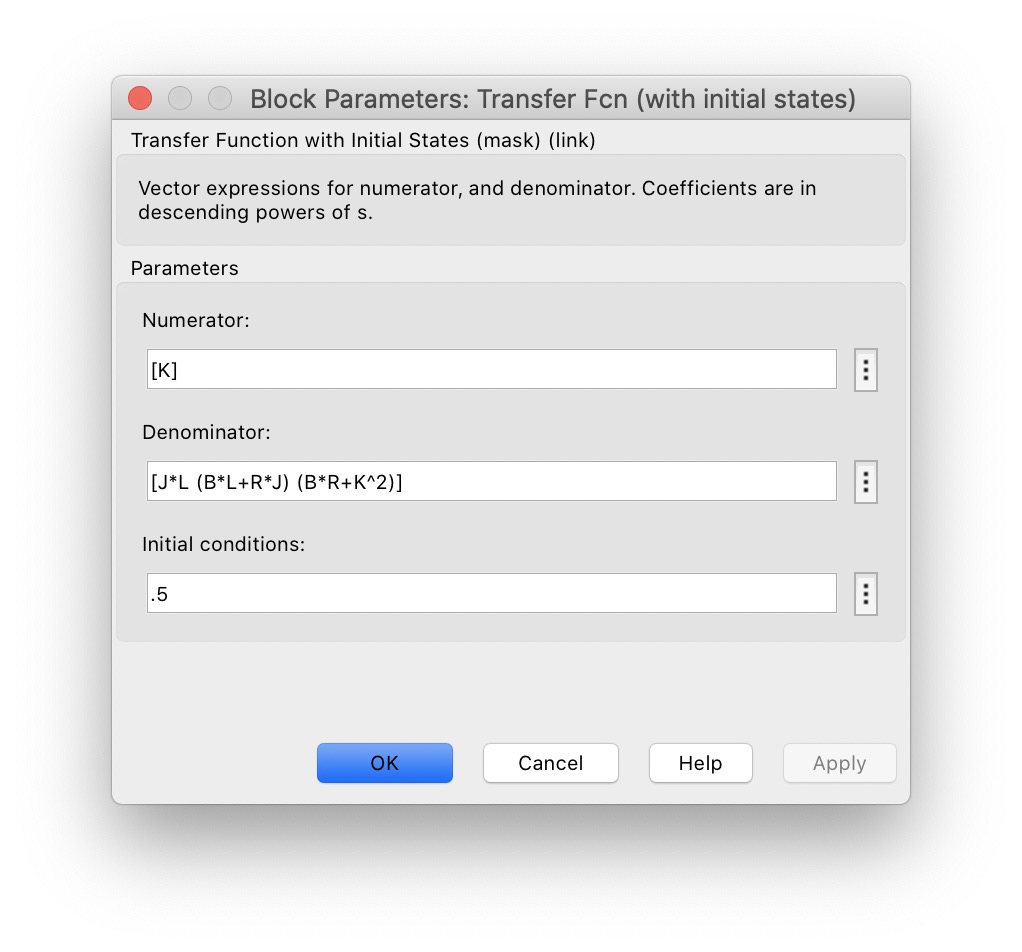 Block Parameters: Transfer Fcn (with initial states)
Transfer Function with Initial States (mask) (link)
Vector expressions for numerator, and denominator. Coefficients are in
descending powers of s.
Parameters
Numerator:
[K]
Denominator:
[J*L (B*L+R*J) (B*R+K^2)]
Initial conditions:
.5
OK Cancel Help Apply